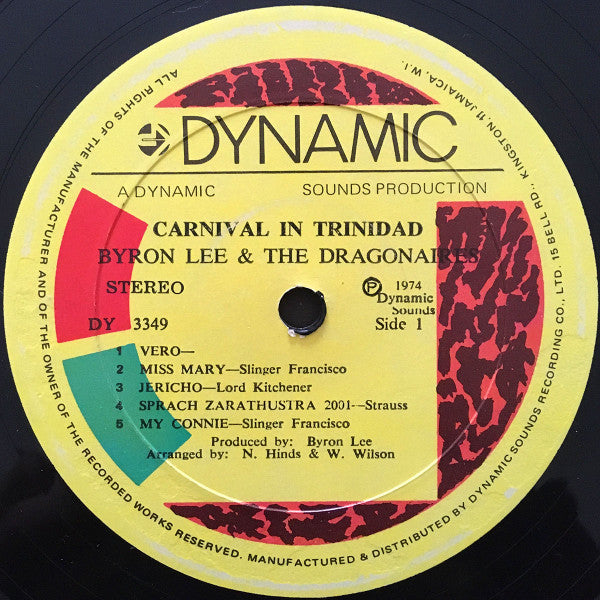 DYNAMIC
A DYNAMIC SOUNDS PRODUCTION
CARNIVAL IN TRINIDAD
BYRON LEE & THE DRAGONAIRES
STEREO
℗ 1974
Dynamic
Sounds
DY 3349
Side 1
1 VERO—
2 MISS MARY—Slinger Francisco
3 JERICHO—Lord Kitchener
4 SPRACH ZARATHUSTRA 2001—Strauss
5 MY CONNIE—Slinger Francisco
Produced by: Byron Lee
Arranged by: N. Hinds & W. Wilson
ALL RIGHTS OF THE MANUFACTURER AND OF THE OWNER OF THE RECORDED WORKS RESERVED. MANUFACTURED & DISTRIBUTED BY DYNAMIC SOUNDS RECORDING CO., LTD. 15 BELL RD., KINGSTON, 11 JAMAICA, W.I.